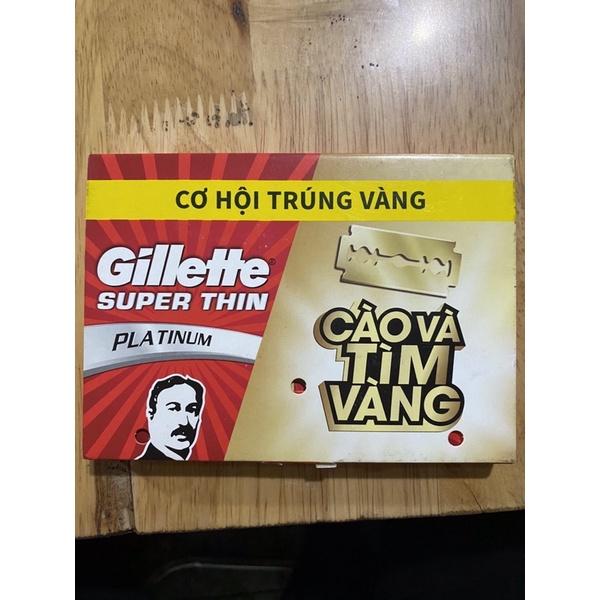 CƠ HỘI TRÚNG VÀNG
Gillette®
SUPER THIN
PLATINUM
CÀO VÀ
TÌM
VÀNG